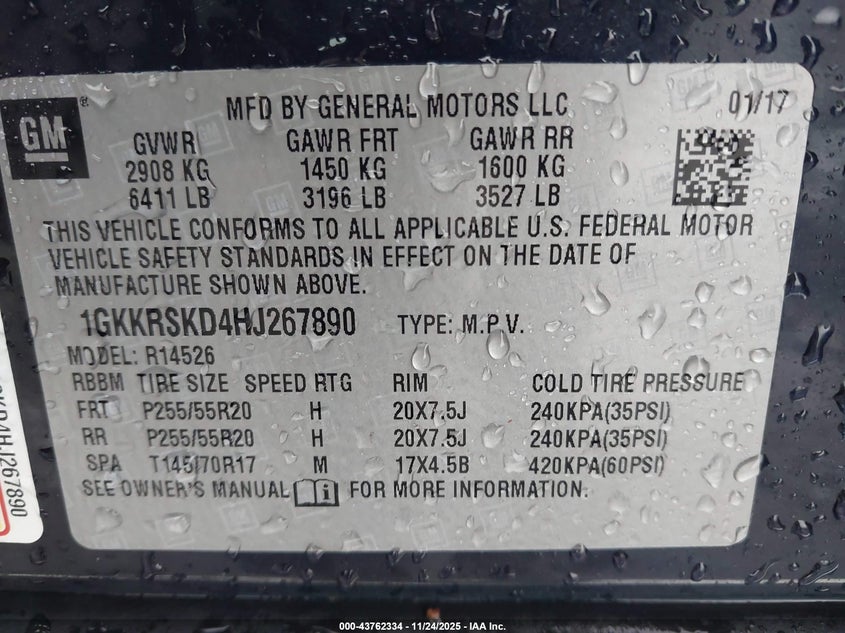 GM ®
MFD BY GENERAL MOTORS LLC 01/17
GVWR GAWR FRT GAWR RR
2908 KG 1450 KG 1600 KG
6411 LB 3196 LB 3527 LB
THIS VEHICLE CONFORMS TO ALL APPLICABLE U.S. FEDERAL MOTOR
VEHICLE SAFETY STANDARDS IN EFFECT ON THE DATE OF
MANUFACTURE SHOWN ABOVE.
1GKKRSKD4HJ267890 TYPE: M.P.V.
MODEL: R14526
RBBM TIRE SIZE SPEED RTG RIM COLD TIRE PRESSURE
FRT P255/55R20 H 20X7.5J 240KPA(35PSI)
RR P255/55R20 H 20X7.5J 240KPA(35PSI)
SPA T145/70R17 M 17X4.5B 420KPA(60PSI)
SEE OWNER'S MANUAL i FOR MORE INFORMATION.
KD4HJ267890
000-43762334 - 11/24/2025 - IAA Inc.